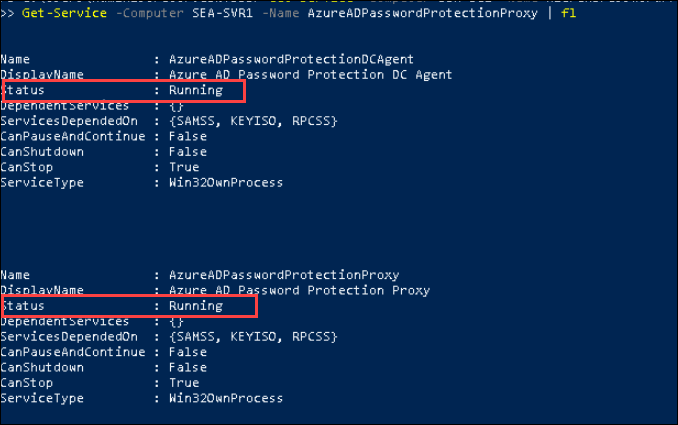 >> Get-Service -Computer SEA-SVR1 -Name AzureADPasswordProtectionProxy | fl
Name : AzureADPasswordProtectionDCAgent
DisplayName : Azure AD Password Protection DC Agent
Status : Running
DependentServices : {}
ServicesDependedOn : {SAMSS, KEYISO, RPCSS}
CanPauseAndContinue : False
CanShutdown : False
CanStop : True
ServiceType : Win32OwnProcess
Name : AzureADPasswordProtectionProxy
DisplayName : Azure AD Password Protection Proxy
Status : Running
DependentServices : {}
ServicesDependedOn : {SAMSS, KEYISO, RPCSS}
CanPauseAndContinue : False
CanShutdown : False
CanStop : True
ServiceType : Win32OwnProcess